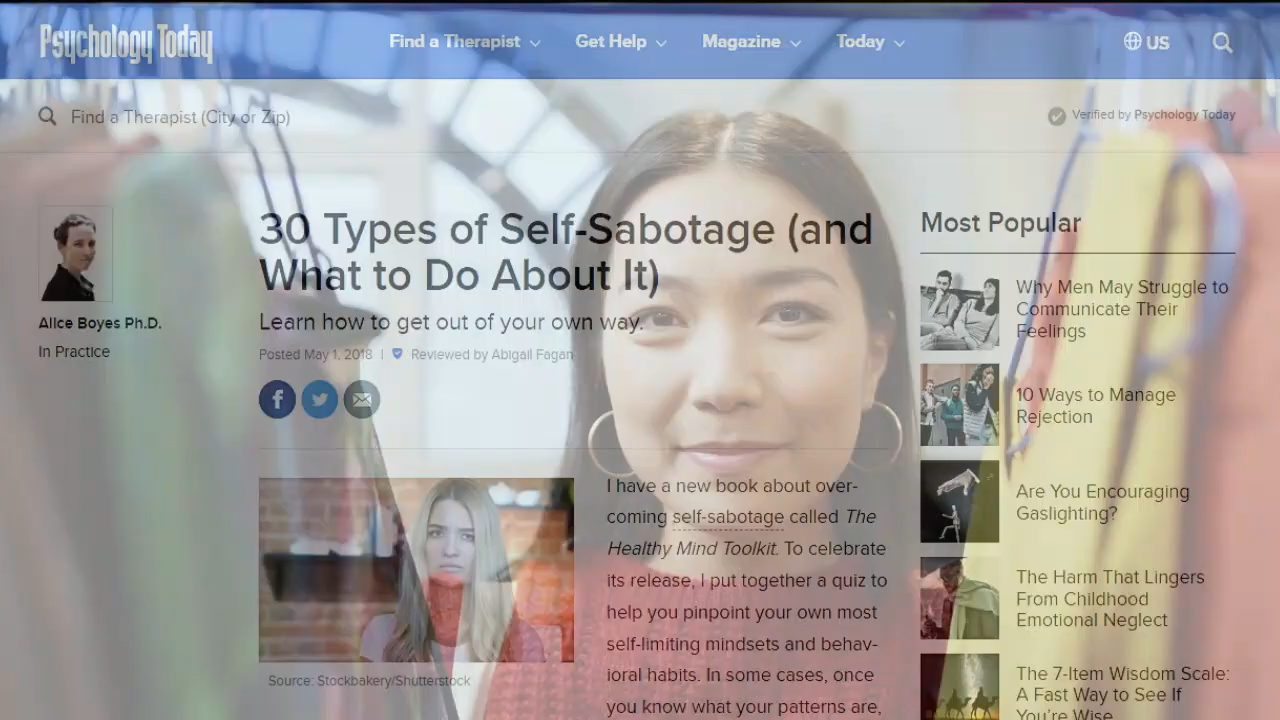 Psychology Today
Find a Therapist
Get Help
Magazine
Today
US
Find a Therapist (City or Zip)
Verified by Psychology Today
Alice Boyes Ph.D.
In Practice
30 Types of Self-Sabotage (and
What to Do About It)
Learn how to get out of your own way.
Posted May 1, 2018 | Reviewed by Abigail Fagan
Source: Stockbakery/Shutterstock
I have a new book about over-
coming self-sabotage called The
Healthy Mind Toolkit. To celebrate
its release, I put together a quiz to
help you pinpoint your own most
self-limiting mindsets and behav-
ioral habits. In some cases, once
you know what your patterns are,
Most Popular
Why Men May Struggle to
Communicate Their
Feelings
10 Ways to Manage
Rejection
Are You Encouraging
Gaslighting?
The Harm That Lingers
From Childhood
Emotional Neglect
The 7-Item Wisdom Scale:
A Fast Way to See If
You're Wise